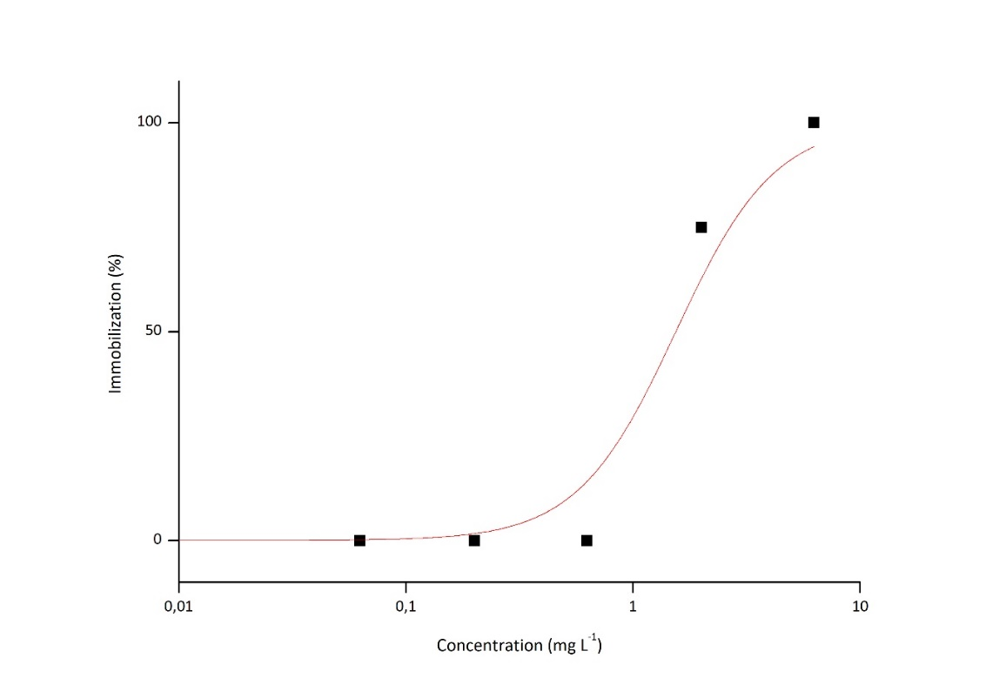 100
50
0
Immobilization (%)
0,01 0,1 1 10
Concentration (mg L⁻¹)